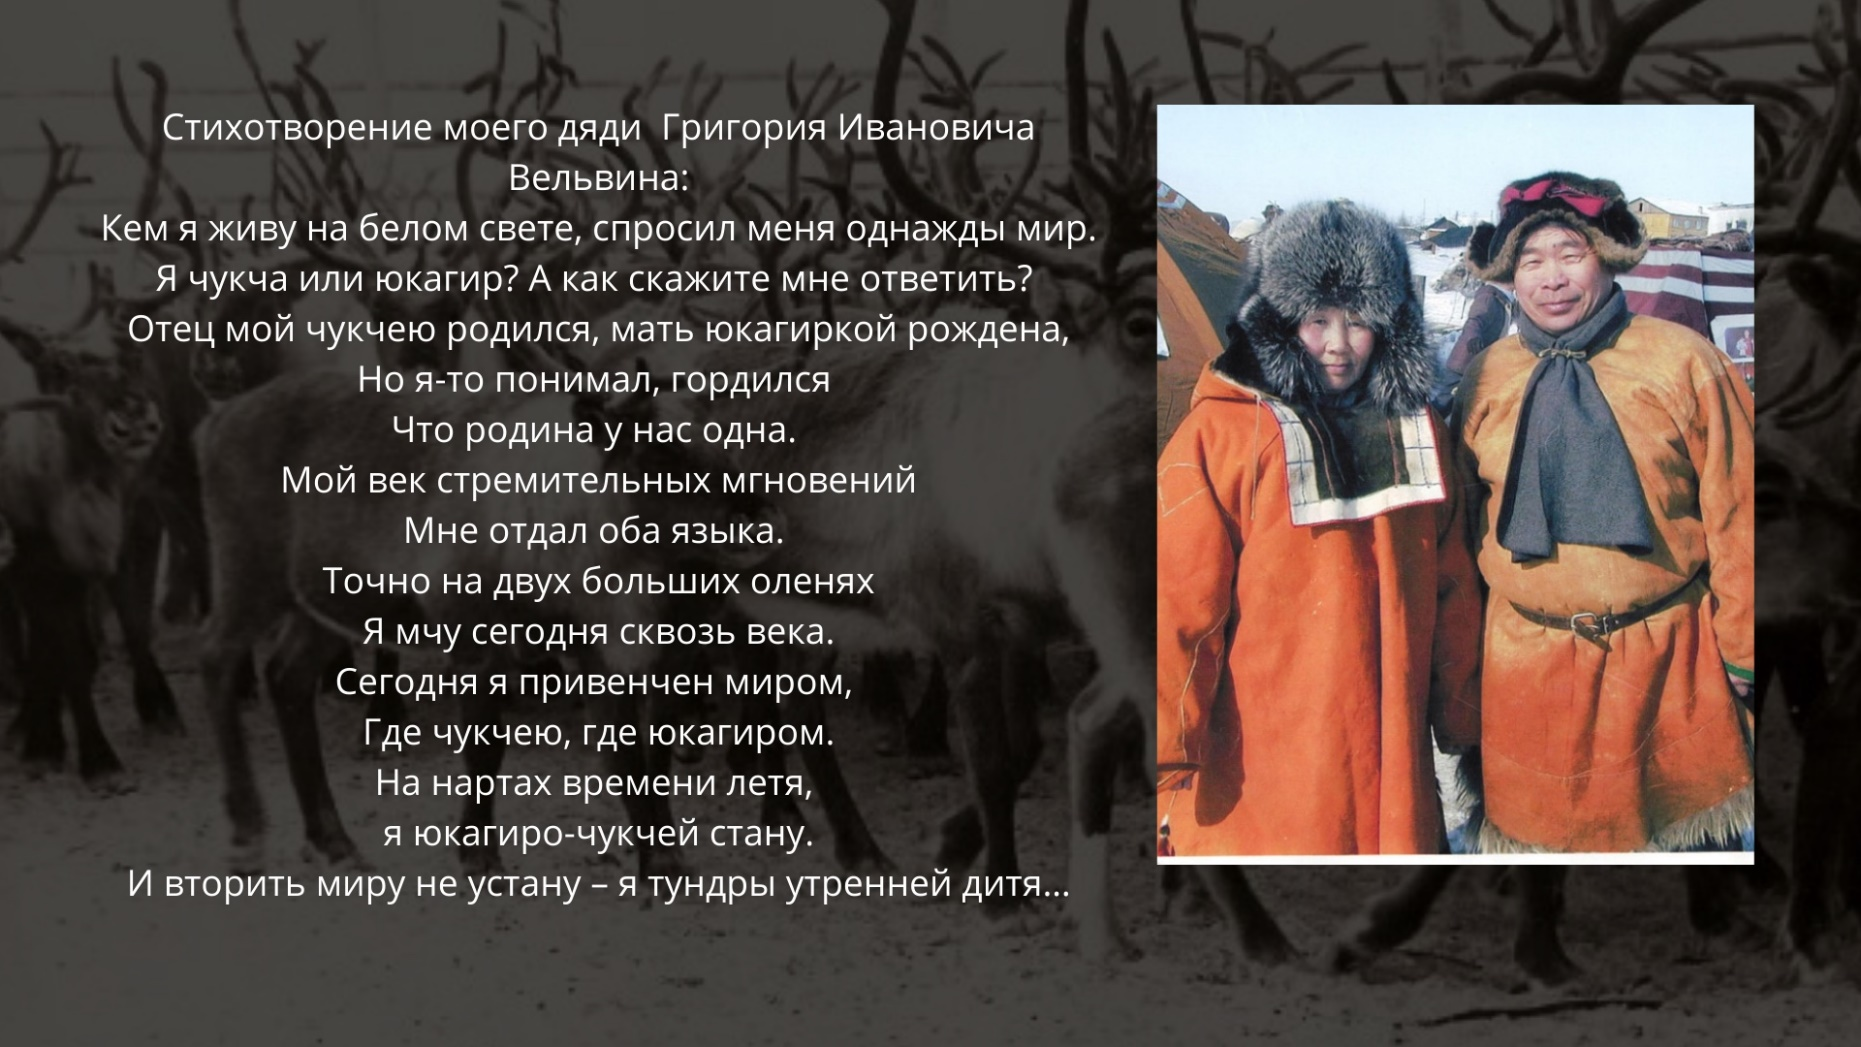 Стихотворение моего дяди Григория Ивановича
Вельвина:
Кем я живу на белом свете, спросил меня однажды мир.
Я чукча или юкагир? А как скажите мне ответить?
Отец мой чукчею родился, мать юкагиркой рождена,
Но я-то понимал, гордился
Что родина у нас одна.
Мой век стремительных мгновений
Мне отдал оба языка.
Точно на двух больших оленях
Я мчу сегодня сквозь века.
Сегодня я привенчен миром,
Где чукчею, где юкагиром.
На нартах времени летя,
я юкагиро-чукчей стану.
И вторить миру не устану – я тундры утренней дитя...